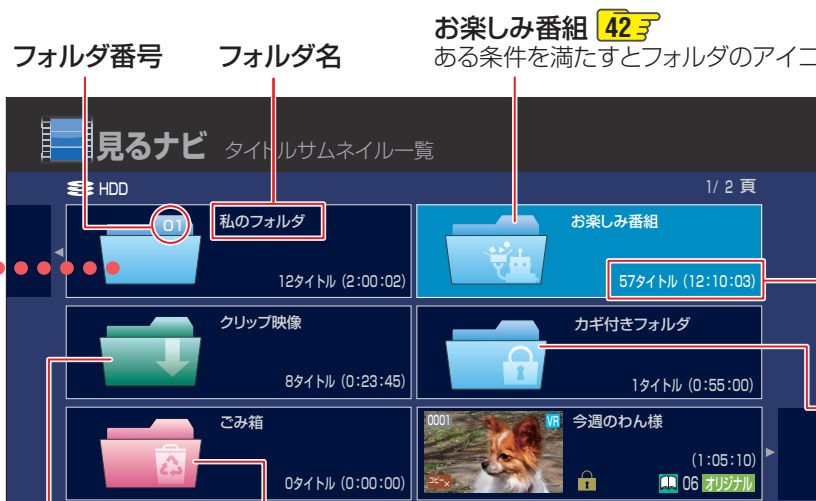 お楽しみ番組 42
ある条件を満たすとフォルダのアイコ
フォルダ番号 フォルダ名
見るナビ タイトルサムネイル一覧
HDD 1/ 2 頁
01 私のフォルダ
12タイトル (2:00:02)
お楽しみ番組
57タイトル (12:10:03)
クリップ映像
8タイトル (0:23:45)
カギ付きフォルダ
1タイトル (0:55:00)
ごみ箱
0タイトル (0:00:00)
0001 VR 今週のわん様
(1:05:10)
コピー× 06 オリジナル